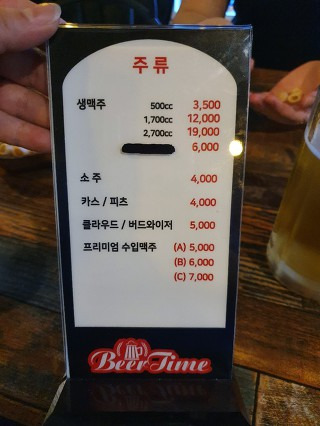 주류
생맥주 500cc 3,500
1,700cc 12,000
2,700cc 19,000
6,000
소주 4,000
카스 / 피츠 4,000
클라우드 / 버드와이저 5,000
프리미엄 수입맥주 (A) 5,000
(B) 6,000
(C) 7,000
Beer Time